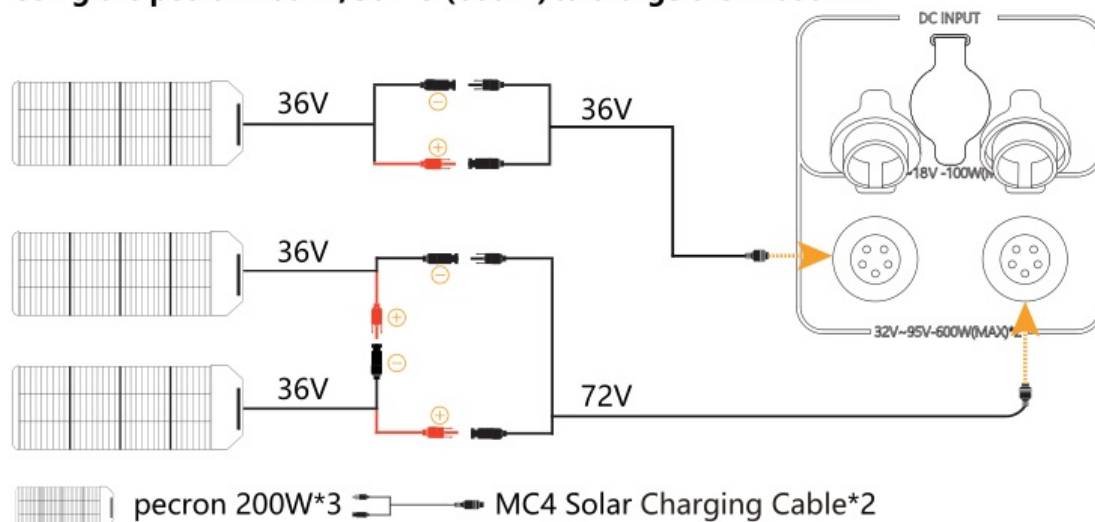 DC INPUT
36V
⊖
⊕
36V
~18V -100W(M
36V
⊖
⊕
⊖
36V
⊕
72V
32V~95V-600W(MAX)*2
pecron 200W*3
MC4 Solar Charging Cable*2